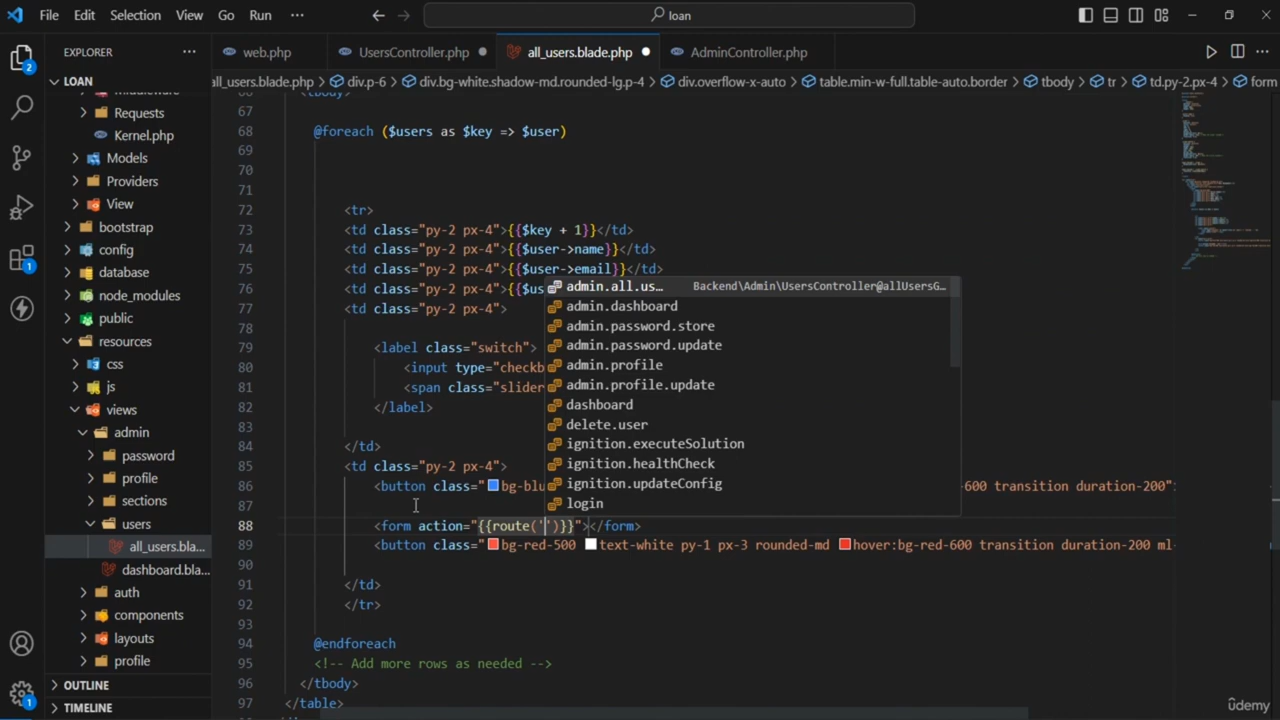 File Edit Selection View Go Run ··· loan
EXPLORER ··· web.php UsersController.php all_users.blade.php AdminController.php
LOAN all_users.blade.php > div.p-6 > div.bg-white.shadow-md.rounded-lg.p-4 > div.overflow-x-auto > table.min-w-full.table-auto.border > tbody > tr > td.py-2.px-4 > form
Requests 67
Kernel.php 68 @foreach ($users as $key => $user)
Models 69
Providers 70
View 71
bootstrap 72 <tr>
config 73 <td class="py-2 px-4">{{$key + 1}}</td>
database 74 <td class="py-2 px-4">{{$user->name}}</td>
node_modules 75 <td class="py-2 px-4">{{$user->email}}</td>
public 76 <td class="py-2 px-4">{{$us
resources 77 <td class="py-2 px-4">
css 78
js 79 <label class="switch">
views 80 <input type="checkb
admin 81 <span class="slider
password 82 </label>
profile 83
sections 84 </td>
users 85 <td class="py-2 px-4">
all_users.bla... 86 <button class="bg-blu -600 transition duration-200"
dashboard.bla... 87
auth 88 <form action="{{route('')}}"></form>
components 89 <button class="bg-red-500 text-white py-1 px-3 rounded-md hover:bg-red-600 transition duration-200 ml-
layouts 90
profile 91 </td>
92 </tr>
93
94 @endforeach
95 <!-- Add more rows as needed -->
96 </tbody>
97 </table>
admin.all.us... Backend\Admin\UsersController@allUsersG...
admin.dashboard
admin.password.store
admin.password.update
admin.profile
admin.profile.update
dashboard
delete.user
ignition.executeSolution
ignition.healthCheck
ignition.updateConfig
login
OUTLINE
TIMELINE
2
1
1
udemy